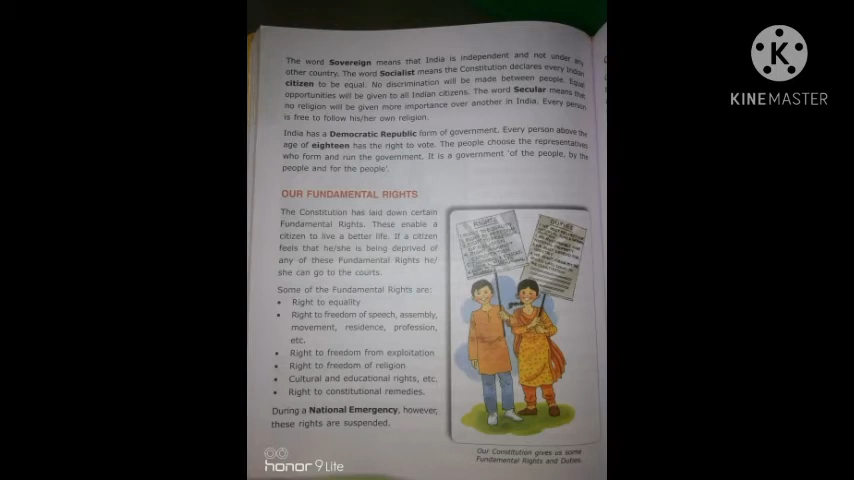 The word Sovereign means that India is independent and not under any
other country. The word Socialist means the Constitution declares every Indian
citizen to be equal. No discrimination will be made between people. Equal
opportunities will be given to all Indian citizens. The word Secular means that
no religion will be given more importance over another in India. Every person
is free to follow his/her own religion.
India has a Democratic Republic form of government. Every person above the
age of eighteen has the right to vote. The people choose the representatives
who form and run the government. It is a government 'of the people, by the
people and for the people'.
OUR FUNDAMENTAL RIGHTS
The Constitution has laid down certain
Fundamental Rights. These enable a
citizen to live a better life. If a citizen
feels that he/she is being deprived of
any of these Fundamental Rights he/
she can go to the courts.
Some of the Fundamental Rights are:
• Right to equality
• Right to freedom of speech, assembly,
movement, residence, profession,
etc.
• Right to freedom from exploitation
• Right to freedom of religion
• Cultural and educational rights, etc.
• Right to constitutional remedies.
During a National Emergency, however,
these rights are suspended.
RIGHTS
DUTIES
Our Constitution gives us some
Fundamental Rights and Duties.
honor 9 Lite
K
KINEMASTER